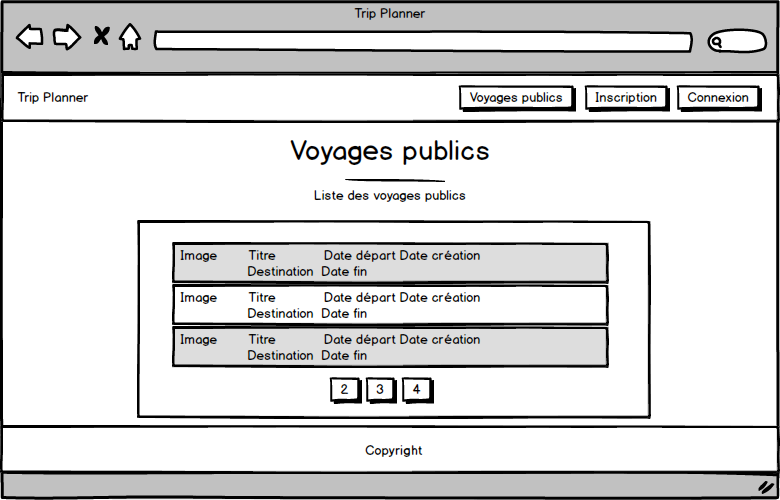 Trip Planner
Trip Planner
Voyages publics
Inscription
Connexion
Voyages publics
Liste des voyages publics
Image Titre Date départ Date création
Destination Date fin
Image Titre Date départ Date création
Destination Date fin
Image Titre Date départ Date création
Destination Date fin
2 3 4
Copyright